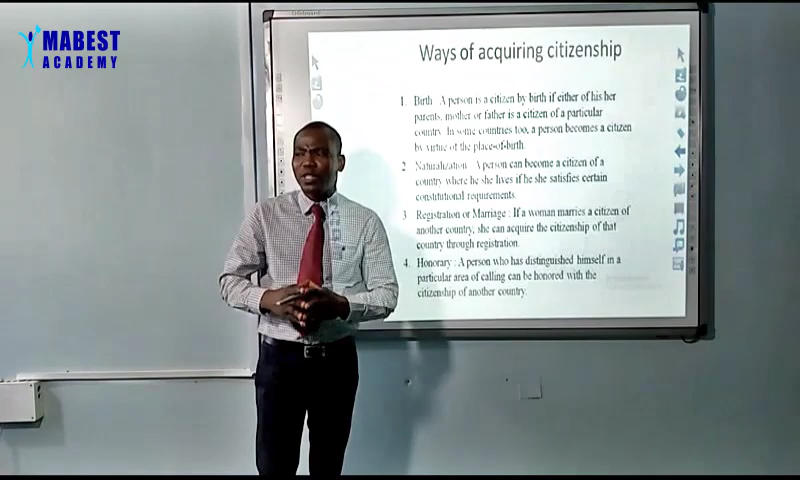 MABEST
ACADEMY
Ways of acquiring citizenship
1. Birth : A person is a citizen by birth if either of his her
parents, mother or father is a citizen of a particular
country. In some countries too, a person becomes a citizen
by virtue of the place-of-birth
2 Naturalization : A person can become a citizen of a
country where he she lives if he she satisfies certain
constitutional requirements.
3 Registration or Marriage : If a woman marries a citizen of
another country, she can acquire the citizenship of that
country through registration.
4. Honorary : A person who has distinguished himself in a
particular area of calling can be honored with the
citizenship of another country.